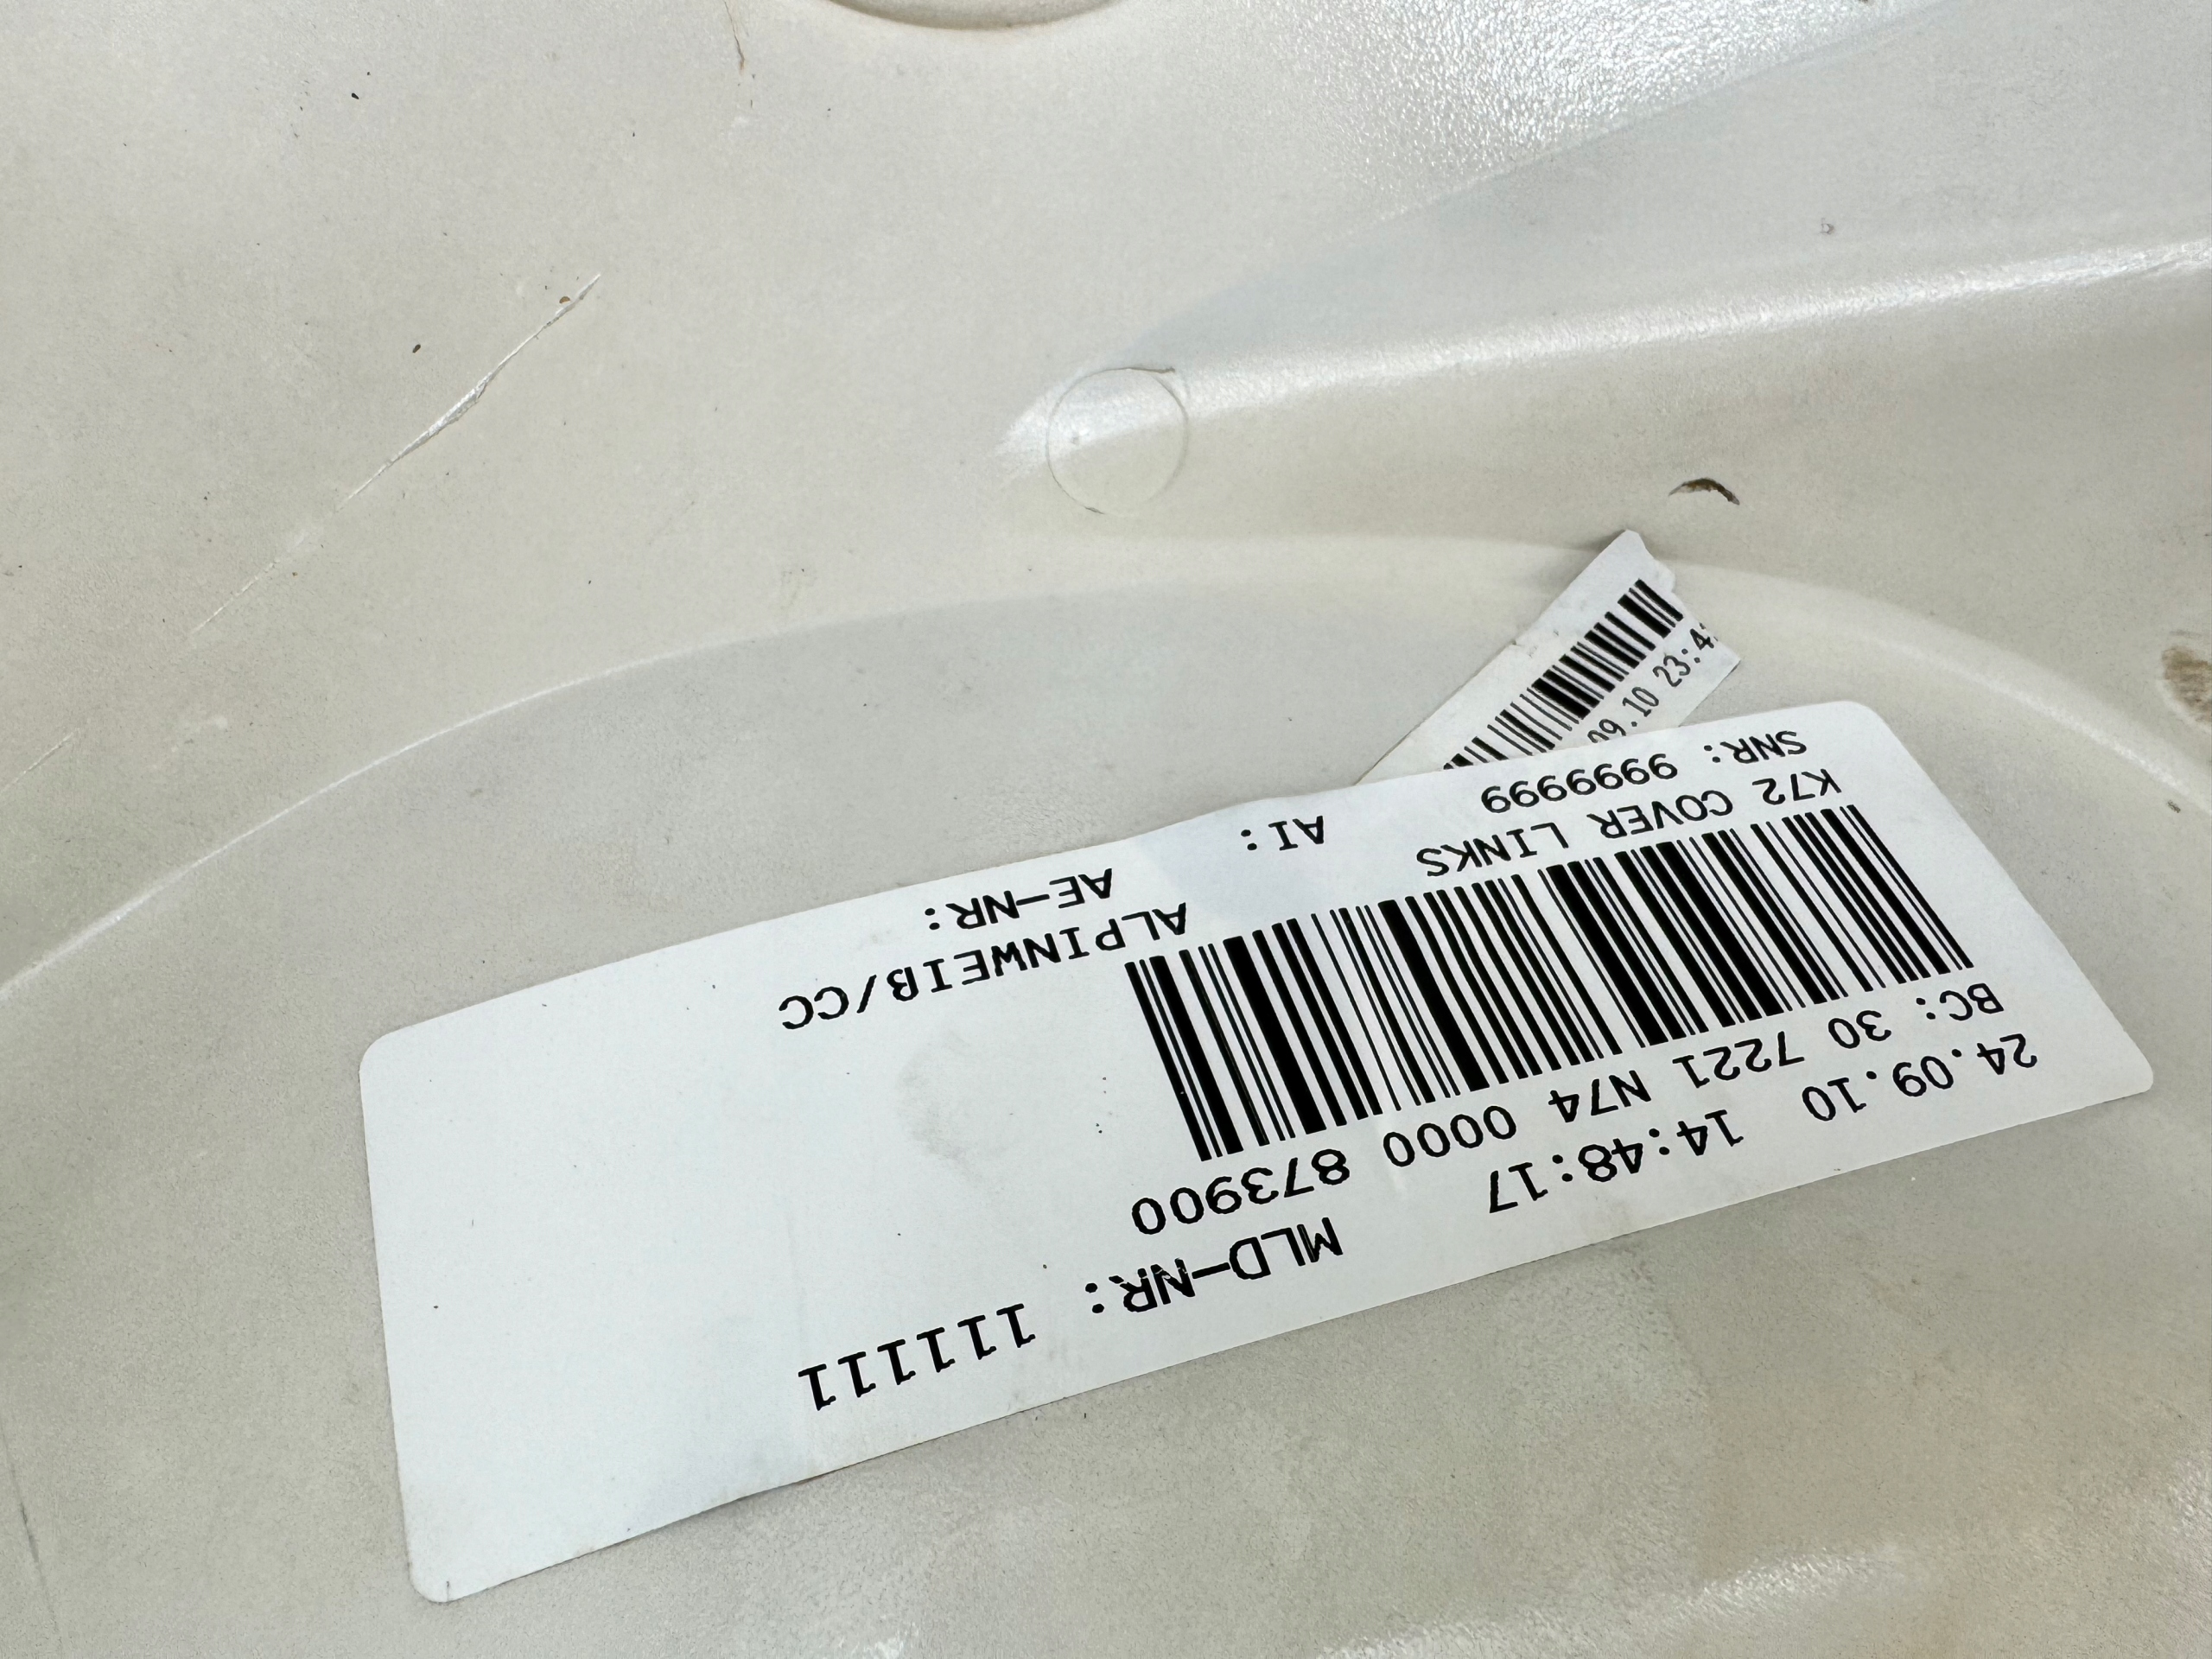 24.09.10 14:48:17 MLD-NR: 111111
BC: 30 7221 N74 0000 873900
K72 COVER LINKS ALPINWEIB/CC
SNR: 9999999 AI: AE-NR:
09.10 23:4